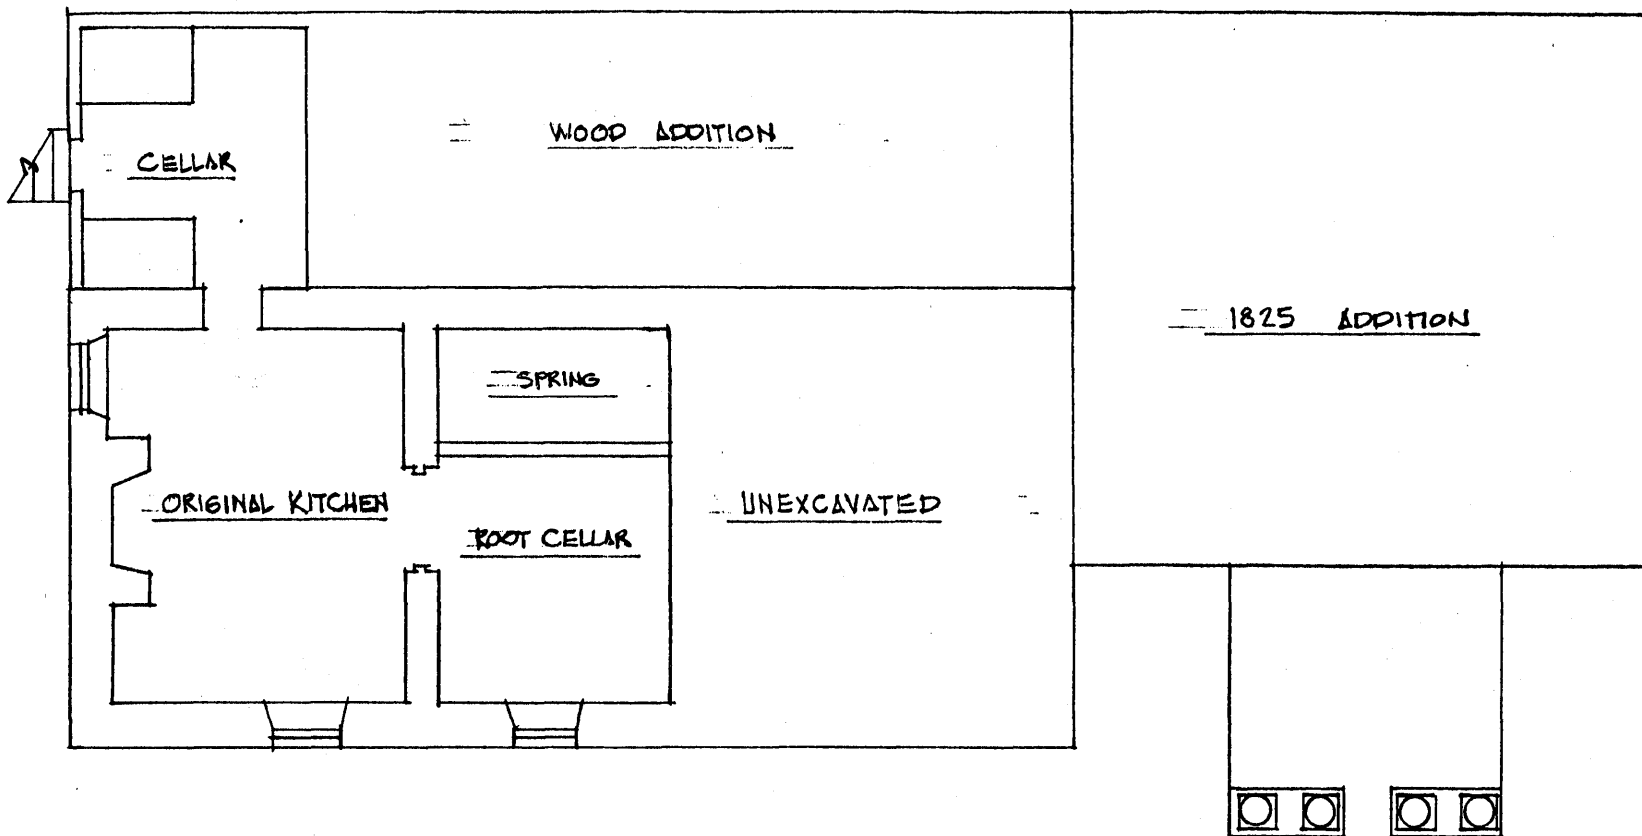 WOOD ADDITION
CELLAR
1825 ADDITION
SPRING
ORIGINAL KITCHEN
UNEXCAVATED
ROOT CELLAR